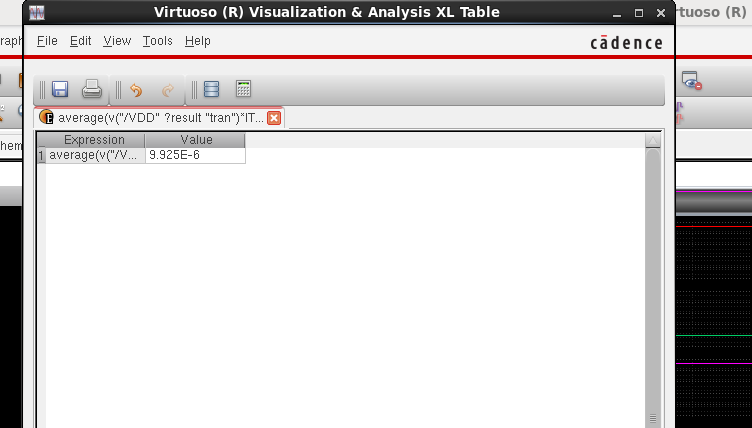 Virtuoso (R) Visualization & Analysis XL Table
rtuoso (R)
raph
File Edit View Tools Help
cādence
average(v("/VDD" ?result "tran")*IT...
hem
Expression Value
1 average(v("/V... 9.925E-6